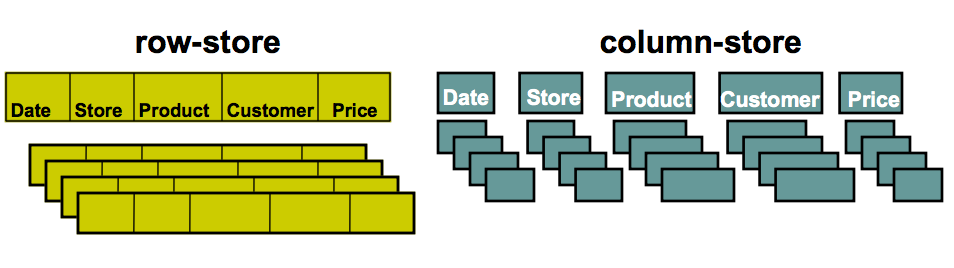 row-store
column-store
Date Store Product Customer Price
Date Store Product Customer Price